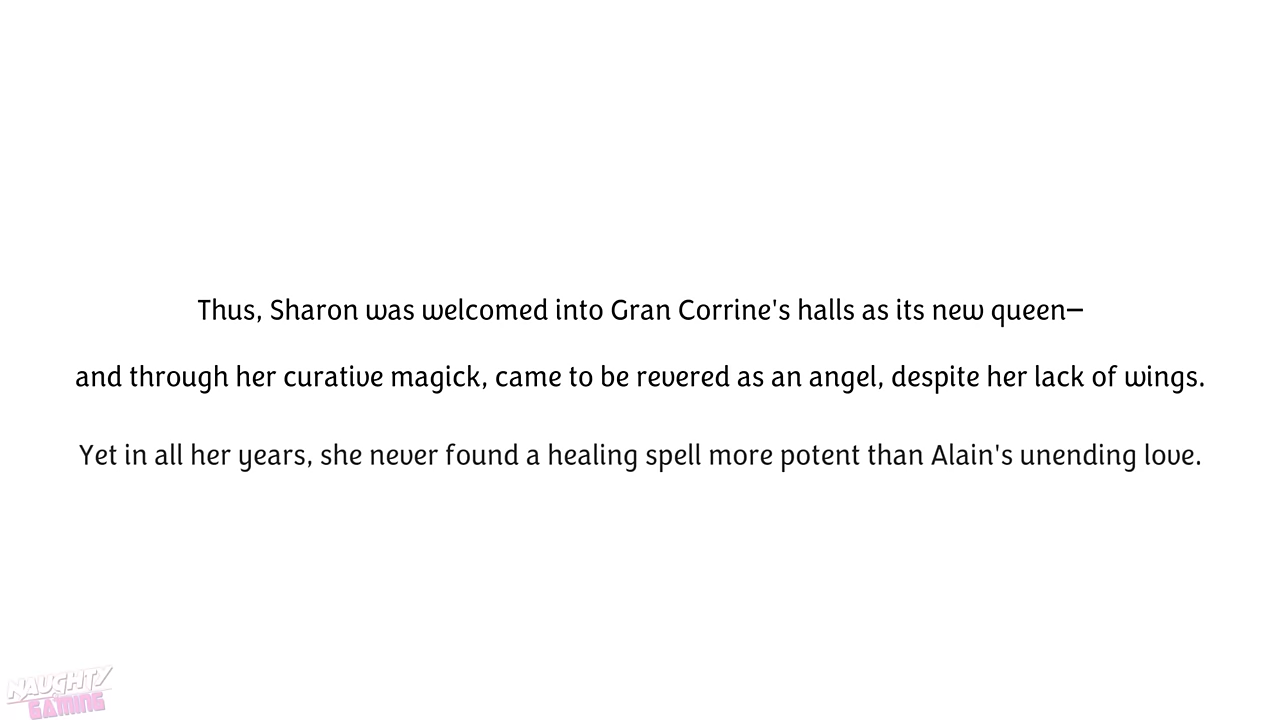 Thus, Sharon was welcomed into Gran Corrine's halls as its new queen—
and through her curative magick, came to be revered as an angel, despite her lack of wings.
Yet in all her years, she never found a healing spell more potent than Alain's unending love.
NAUGHTY
GAMING